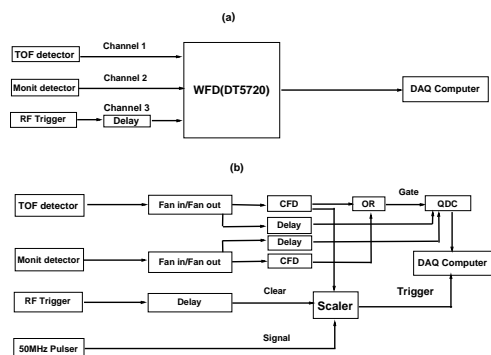 (a)
TOF detector
Channel 1
Monit detector
Channel 2
RF Trigger
Channel 3
Delay
WFD(DT5720)
DAQ Computer
(b)
TOF detector
Fan in/Fan out
CFD
OR
Gate
QDC
Delay
Delay
Monit detector
Fan in/Fan out
CFD
DAQ Computer
RF Trigger
Delay
Clear
Scaler
Trigger
50MHz Pulser
Signal